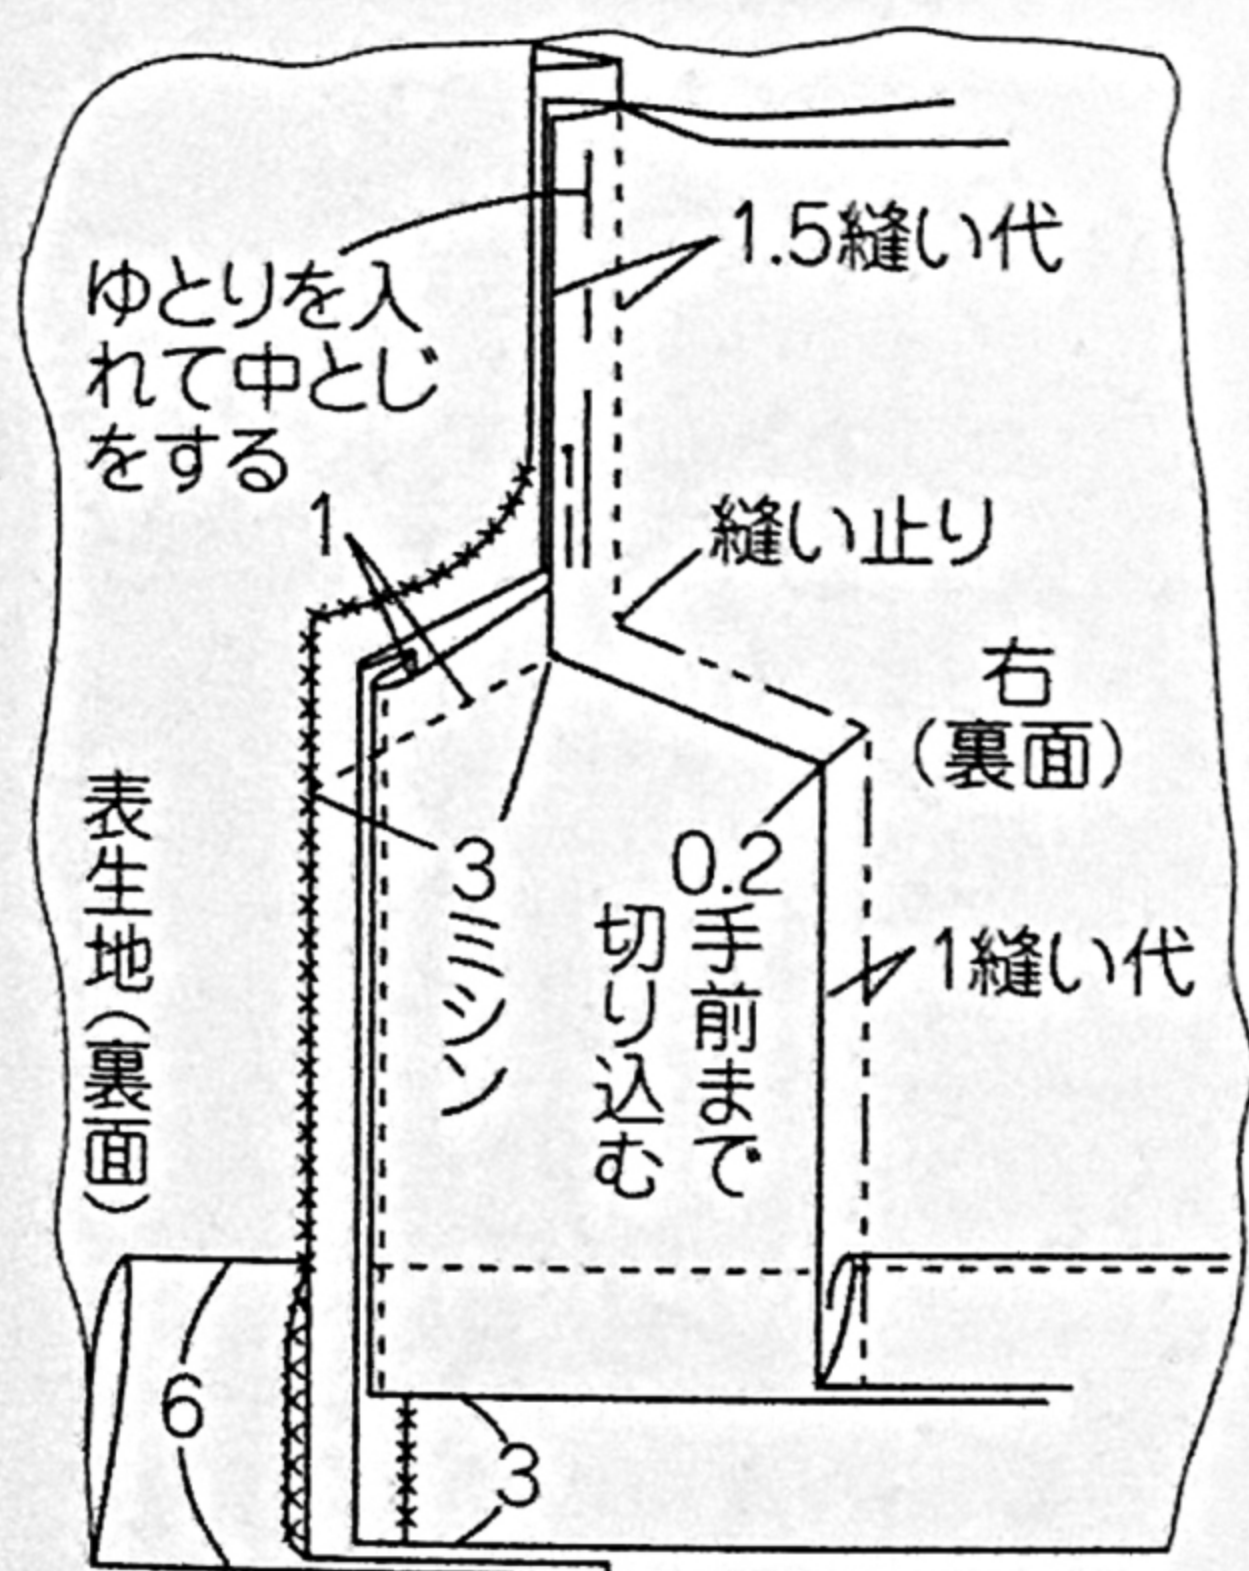 1.5縫い代
ゆとりを入
れて中とじ
をする
1
縫い止り
右
(裏面)
表生地(裏面)
3ミシン
0.2手前まで
切り込む
1縫い代
6
3